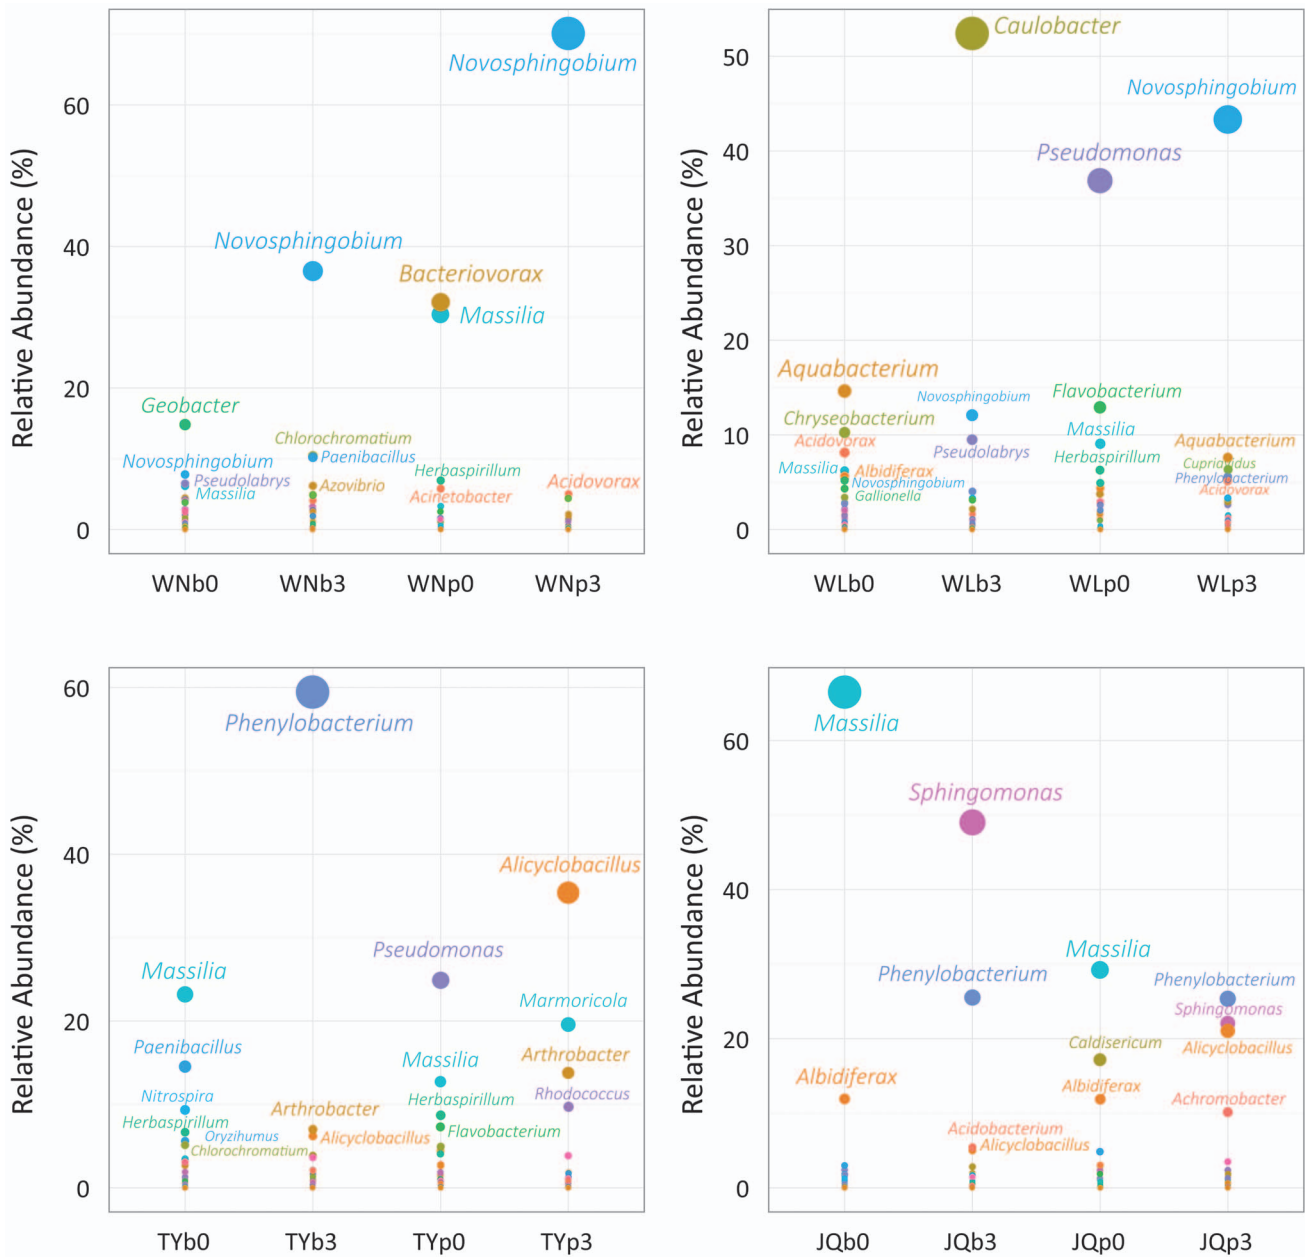 Relative Abundance (%)
60
40
20
0
Novosphingobium
Novosphingobium
Bacteriovorax
Massilia
Geobacter
Chlorochromatium
Novosphingobium
Paenibacillus
Herbaspirillum
Pseudolabrys
Azovibrio
Acinetobacter
Acidovorax
Massilia
WNb0 WNb3 WNp0 WNp3
Relative Abundance (%)
50
40
30
20
10
0
Caulobacter
Novosphingobium
Pseudomonas
Aquabacterium
Novosphingobium
Flavobacterium
Chryseobacterium
Massilia
Acidovorax
Pseudolabrys
Aquabacterium
Herbaspirillum
Cupriavidus
Massilia
Albidiferax
Phenylobacterium
Novosphingobium
Acidovorax
Gallionella
WLb0 WLb3 WLp0 WLp3
Relative Abundance (%)
60
40
20
0
Phenylobacterium
Alicyclobacillus
Pseudomonas
Massilia
Marmoricola
Paenibacillus
Massilia
Arthrobacter
Nitrospira
Herbaspirillum
Rhodococcus
Arthrobacter
Herbaspirillum
Oryzihumus
Alicyclobacillus
Flavobacterium
Chlorochromatium
TYb0 TYb3 TYp0 TYp3
Relative Abundance (%)
60
40
20
0
Massilia
Sphingomonas
Massilia
Phenylobacterium
Phenylobacterium
Sphingomonas
Caldisericum
Alicyclobacillus
Albidiferax
Albidiferax
Achromobacter
Acidobacterium
Alicyclobacillus
JQb0 JQb3 JQp0 JQp3